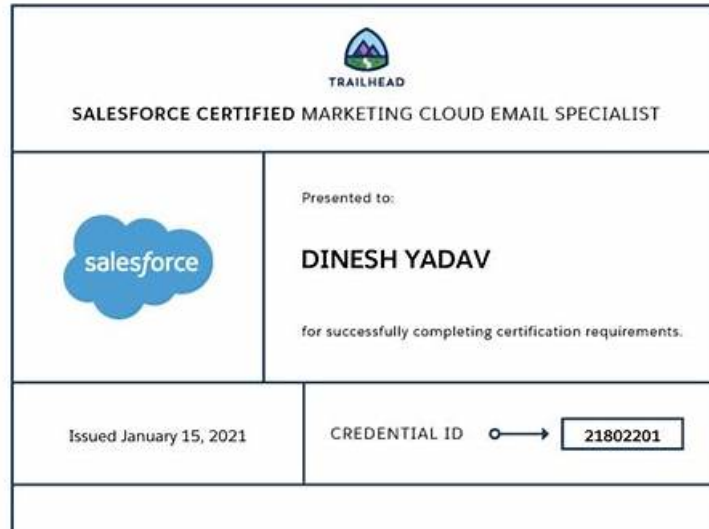 TRAILHEAD
SALESFORCE CERTIFIED MARKETING CLOUD EMAIL SPECIALIST
salesforce
Presented to:
DINESH YADAV
for successfully completing certification requirements.
Issued January 15, 2021
CREDENTIAL ID
21802201